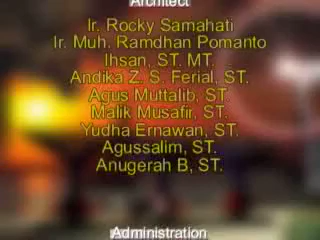 Architect
Ir. Rocky Samahati
Ir. Muh. Ramdhan Pomanto
Ihsan, ST. MT.
Andika Z. S. Ferial, ST.
Agus Muttalib, ST.
Malik Musafir, ST.
Yudha Ernawan, ST.
Agussalim, ST.
Anugerah B, ST.
Administration